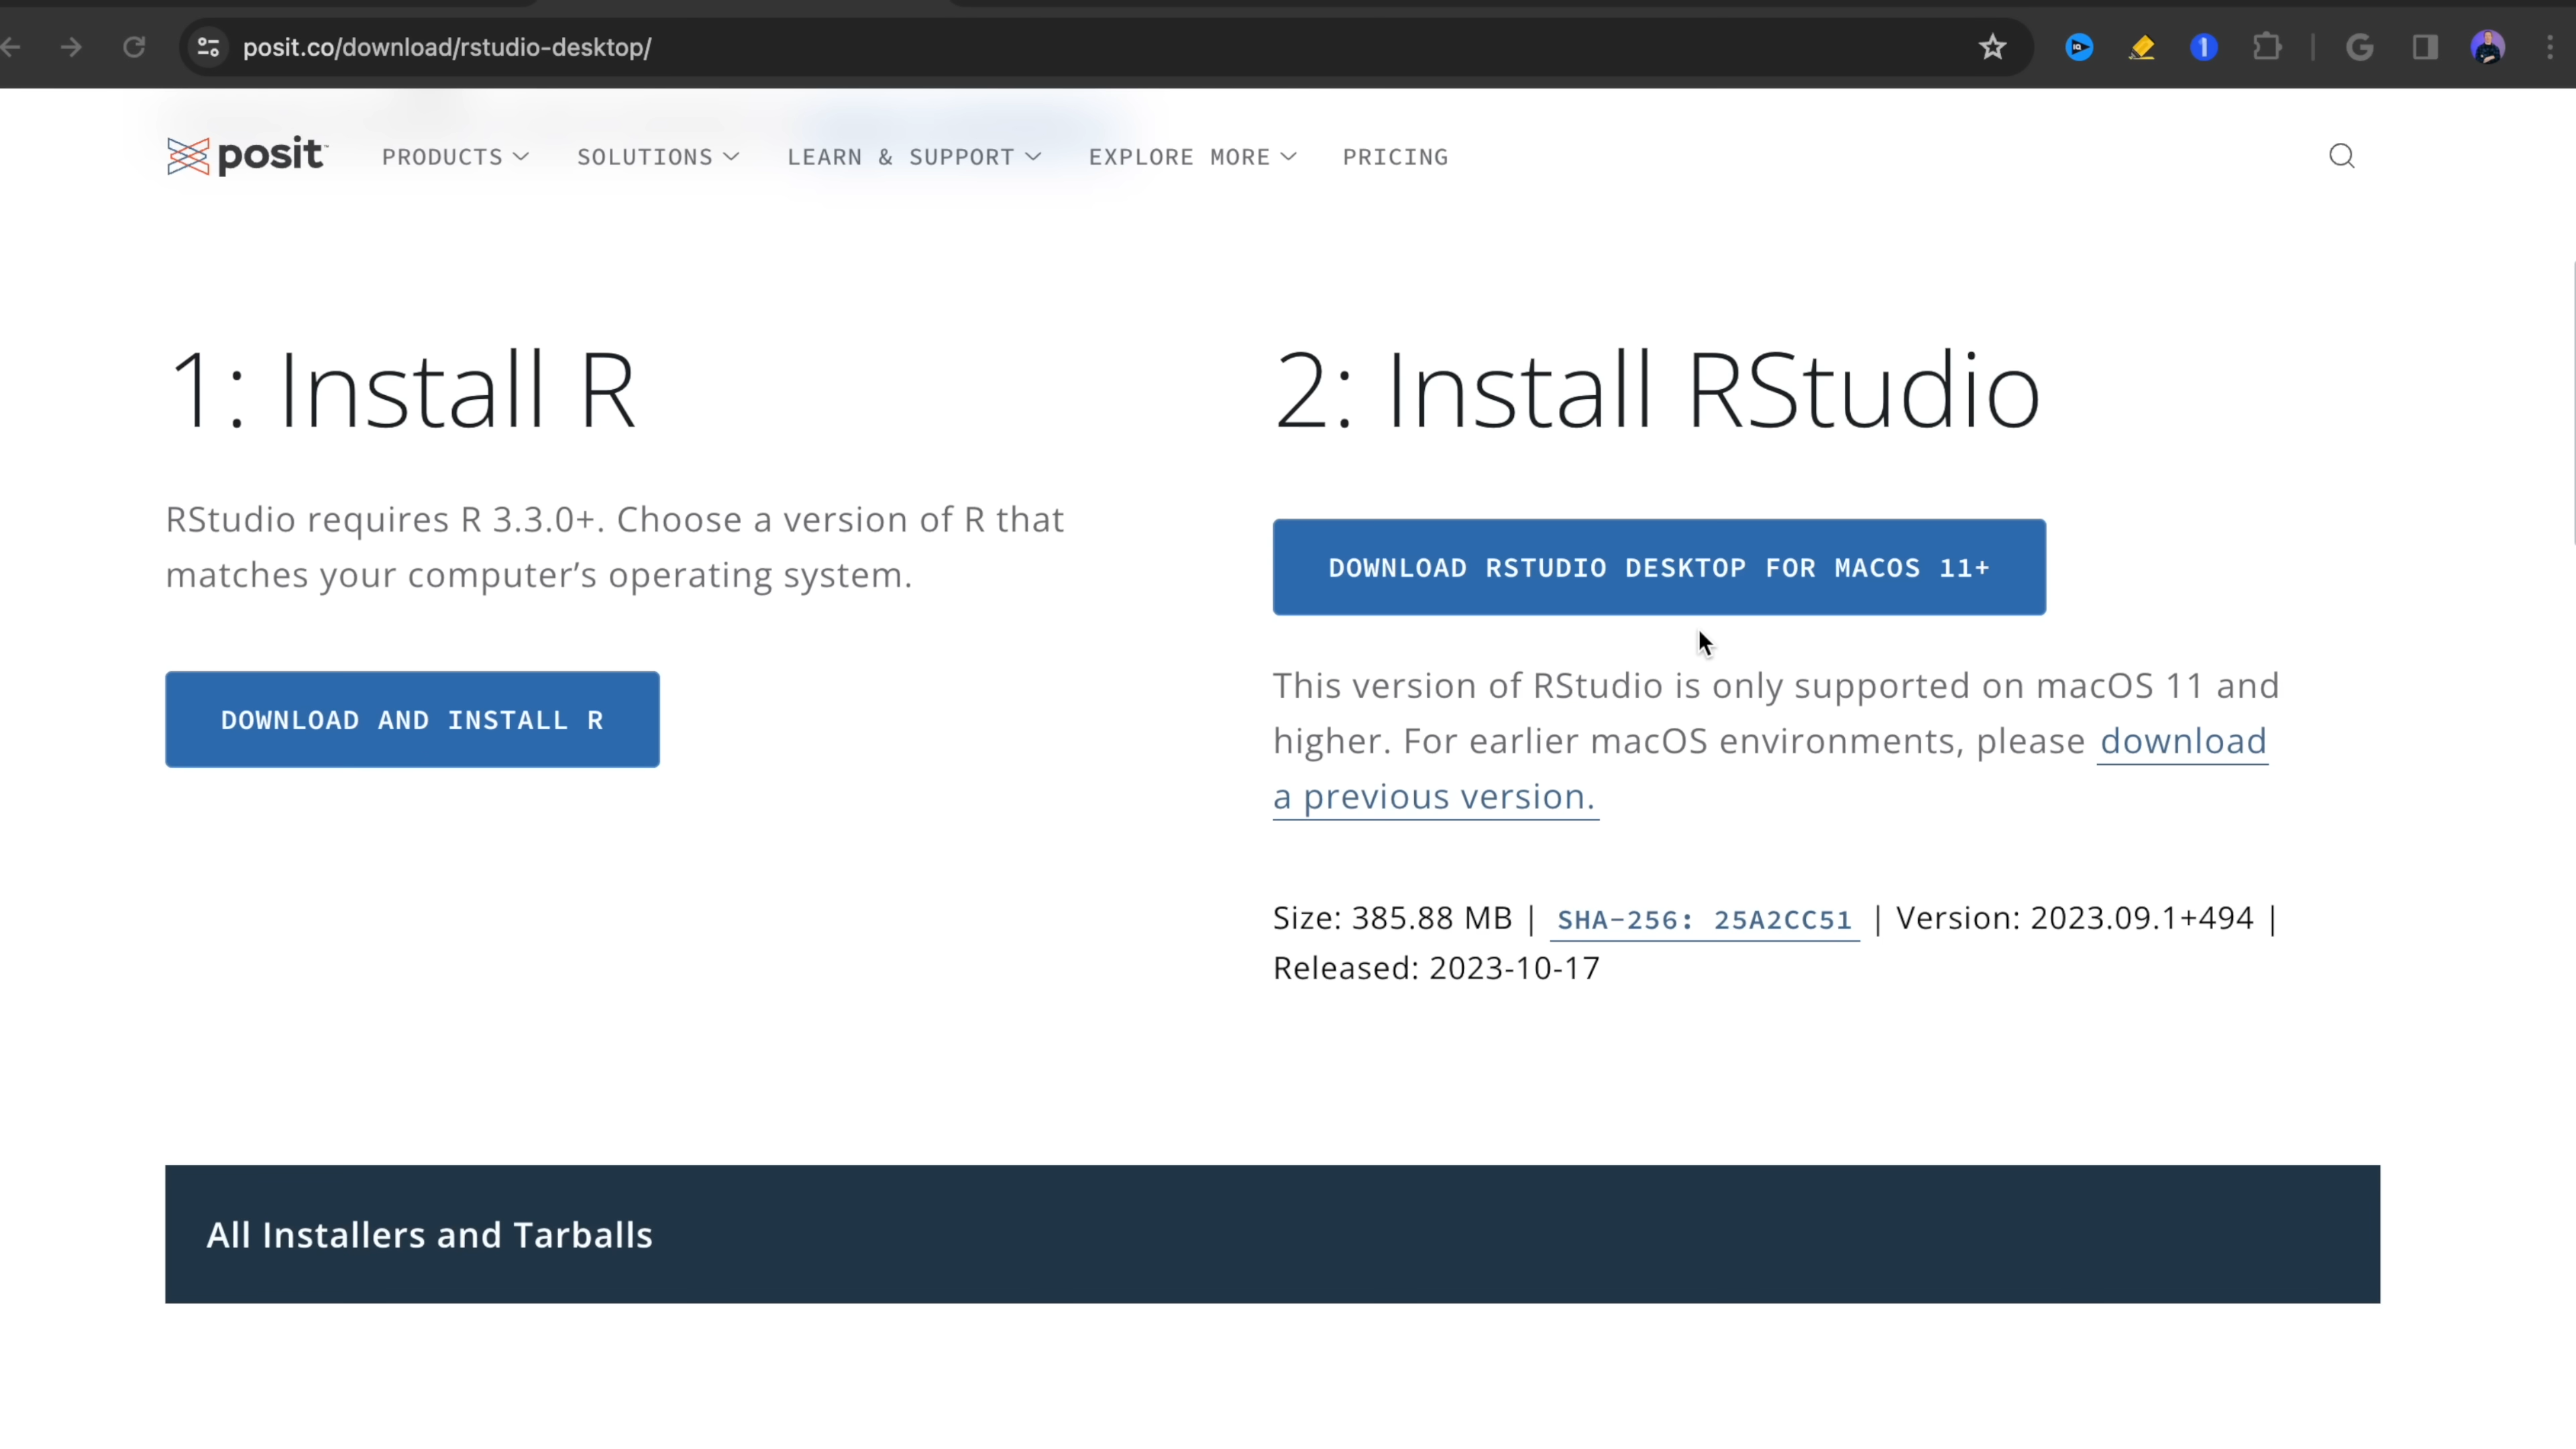 posit.co/download/rstudio-desktop/
posit™ PRODUCTS SOLUTIONS LEARN & SUPPORT EXPLORE MORE PRICING
1: Install R
RStudio requires R 3.3.0+. Choose a version of R that
matches your computer’s operating system.
DOWNLOAD AND INSTALL R
2: Install RStudio
DOWNLOAD RSTUDIO DESKTOP FOR MACOS 11+
This version of RStudio is only supported on macOS 11 and
higher. For earlier macOS environments, please download
a previous version.
Size: 385.88 MB | SHA-256: 25A2CC51 | Version: 2023.09.1+494 |
Released: 2023-10-17
All Installers and Tarballs